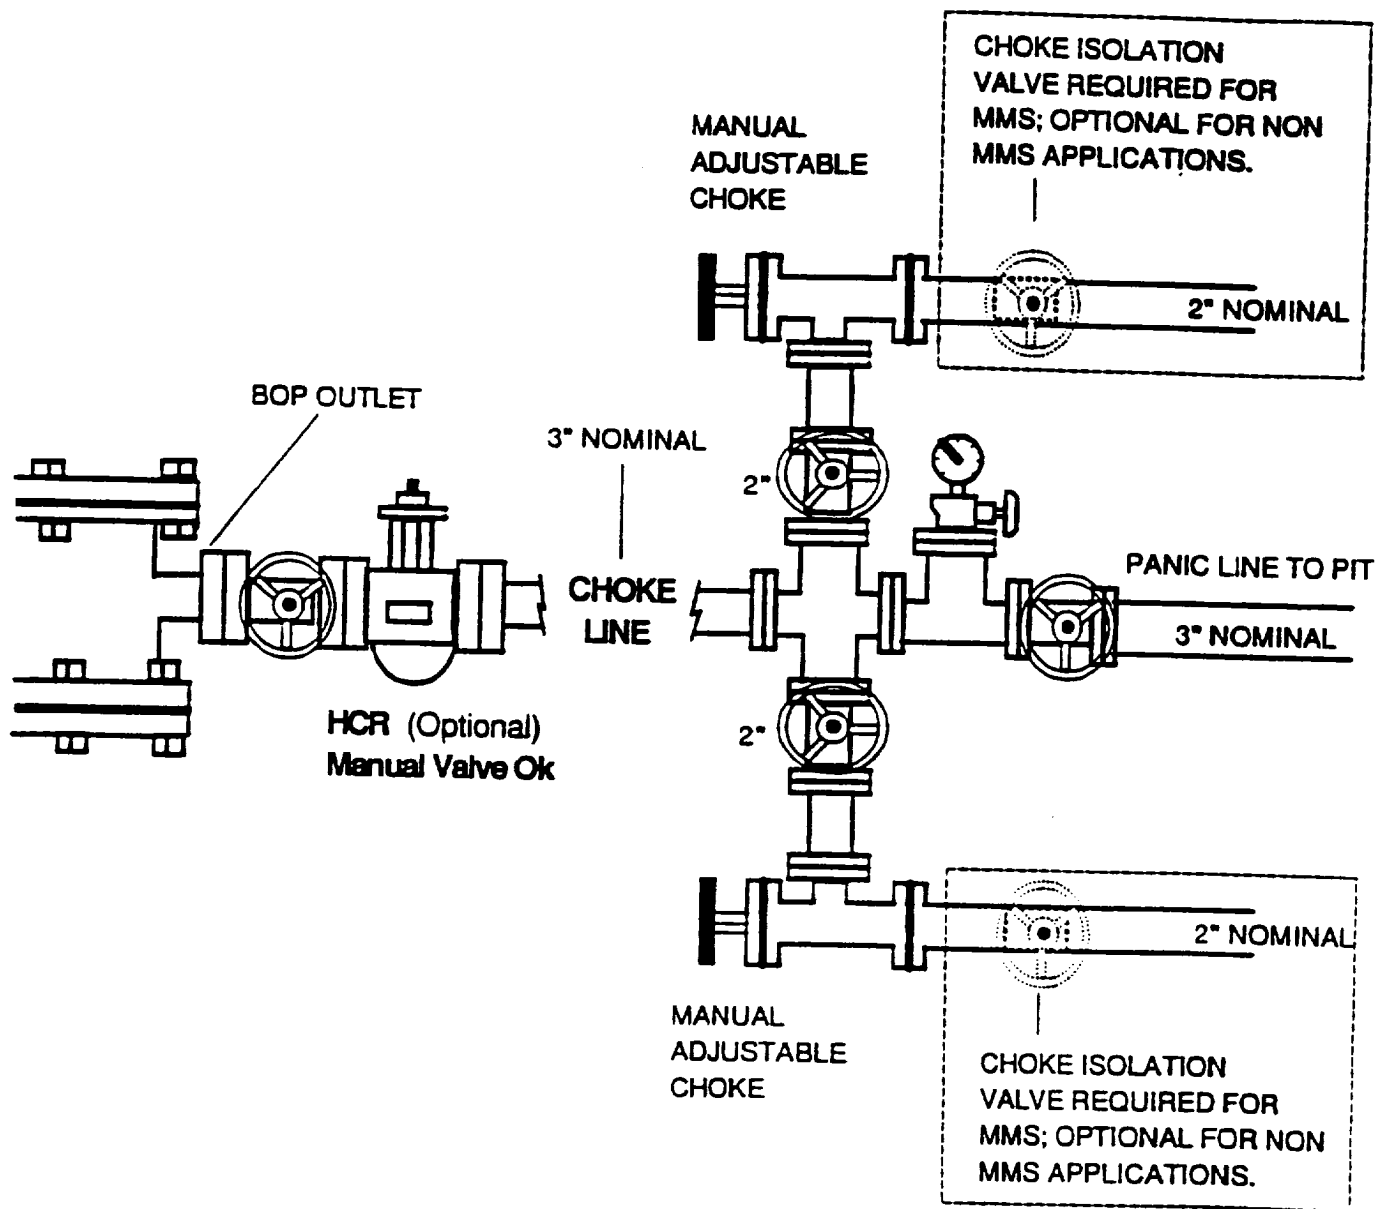 CHOKE ISOLATION
VALVE REQUIRED FOR
MMS; OPTIONAL FOR NON
MMS APPLICATIONS.
MANUAL
ADJUSTABLE
CHOKE
2" NOMINAL
BOP OUTLET
3" NOMINAL
2"
PANIC LINE TO PIT
CHOKE
LINE
3" NOMINAL
HCR (Optional)
Manual Valve Ok
2"
2" NOMINAL
MANUAL
ADJUSTABLE
CHOKE
CHOKE ISOLATION
VALVE REQUIRED FOR
MMS; OPTIONAL FOR NON
MMS APPLICATIONS.